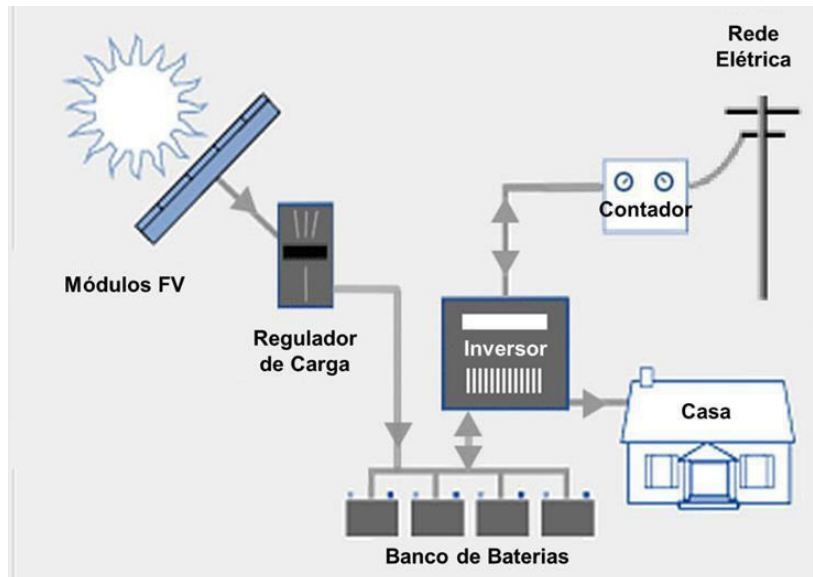 Rede
Elétrica
Contador
Módulos FV
Regulador
de Carga
Inversor
Casa
Banco de Baterias